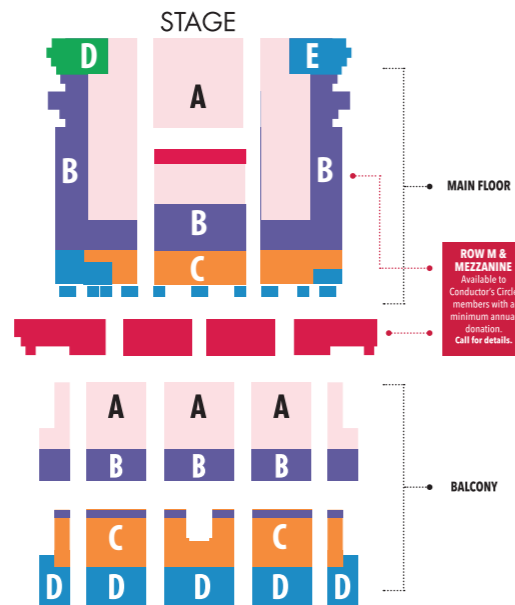 STAGE
D
E
A
B
B
MAIN FLOOR
B
C
ROW M &
MEZZANINE
Available to
Conductor's Circle
members with a
minimum annual
donation.
Call for details.
A A A
B B B
BALCONY
C C
D D D D D